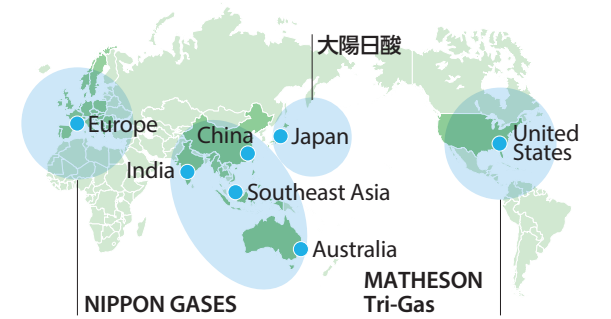 大陽日酸
Europe
China
Japan
India
United
States
Southeast Asia
Australia
NIPPON GASES
MATHESON
Tri-Gas